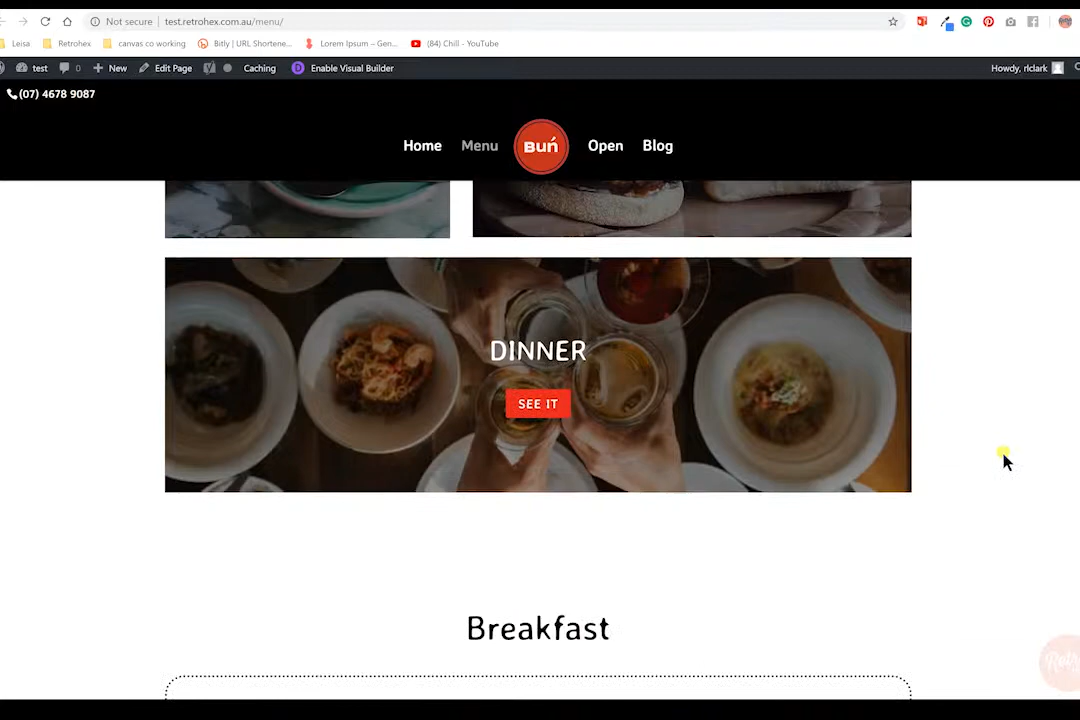 Not secure | test.retrohex.com.au/menu/
Leisa Retrohex canvas co working Bitly | URL Shortene... Lorem Ipsum – Gen... (84) Chill - YouTube
test 0 New Edit Page Caching D Enable Visual Builder Howdy, rlclark
(07) 4678 9087
Home Menu Buń Open Blog
DINNER
SEE IT
Breakfast